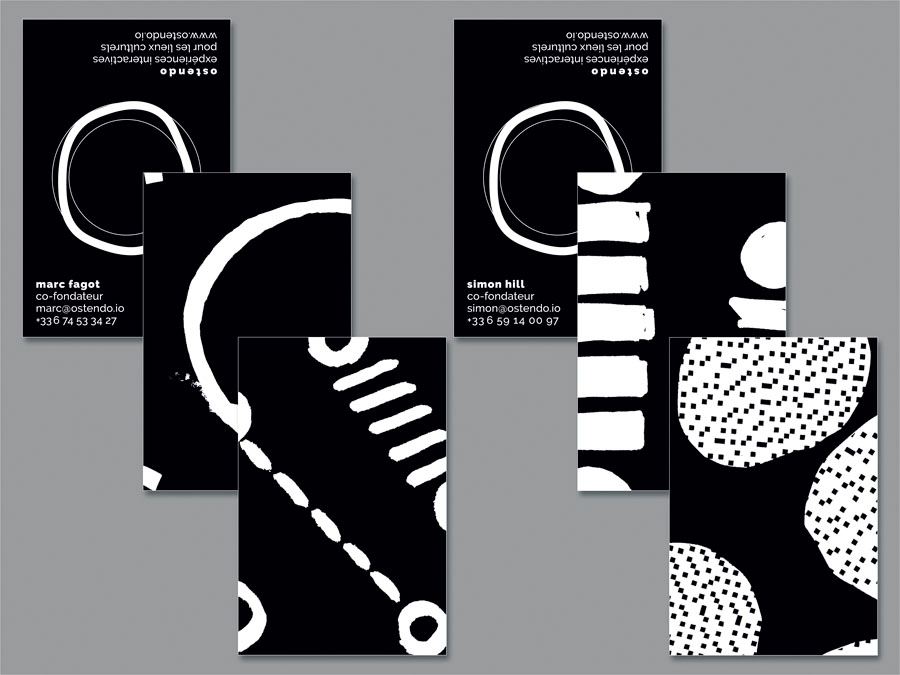 ostendo
expériences interactives
pour les lieux culturels
www.ostendo.io
marc fagot
co-fondateur
marc@ostendo.io
+33 6 74 53 34 27
ostendo
expériences interactives
pour les lieux culturels
www.ostendo.io
simon hill
co-fondateur
simon@ostendo.io
+33 6 59 14 00 97